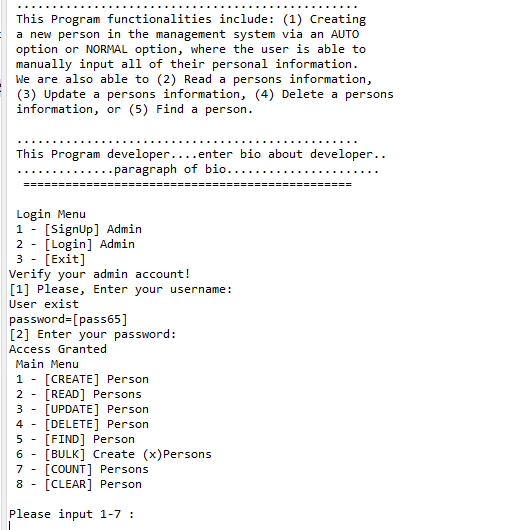 .................................................
This Program functionalities include: (1) Creating
a new person in the management system via an AUTO
option or NORMAL option, where the user is able to
manually input all of their personal information.
We are also able to (2) Read a persons information,
(3) Update a persons information, (4) Delete a persons
information, or (5) Find a person.
.................................................
This Program developer....enter bio about developer..
..............paragraph of bio......................
===============================================
Login Menu
1 - [SignUp] Admin
2 - [Login] Admin
3 - [Exit]
Verify your admin account!
[1] Please, Enter your username:
User exist
password=[pass65]
[2] Enter your password:
Access Granted
Main Menu
1 - [CREATE] Person
2 - [READ] Persons
3 - [UPDATE] Person
4 - [DELETE] Person
5 - [FIND] Person
6 - [BULK] Create (x)Persons
7 - [COUNT] Persons
8 - [CLEAR] Person
Please input 1-7 :